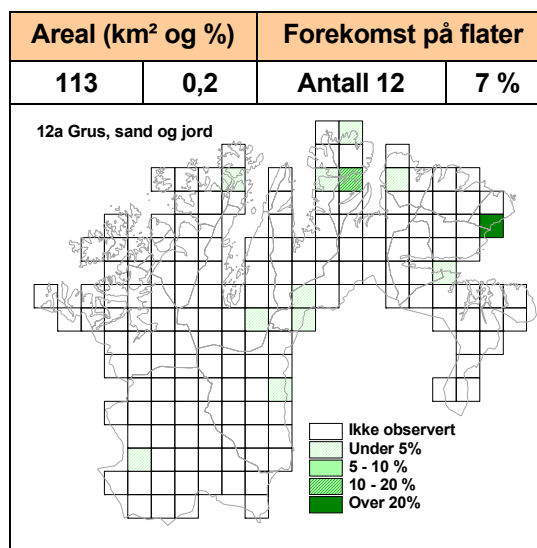 Areal (km² og %) Forekomst på flater
113 0,2 Antall 12 7 %
12a Grus, sand og jord
Ikke observert
Under 5%
5 - 10 %
10 - 20 %
Over 20%